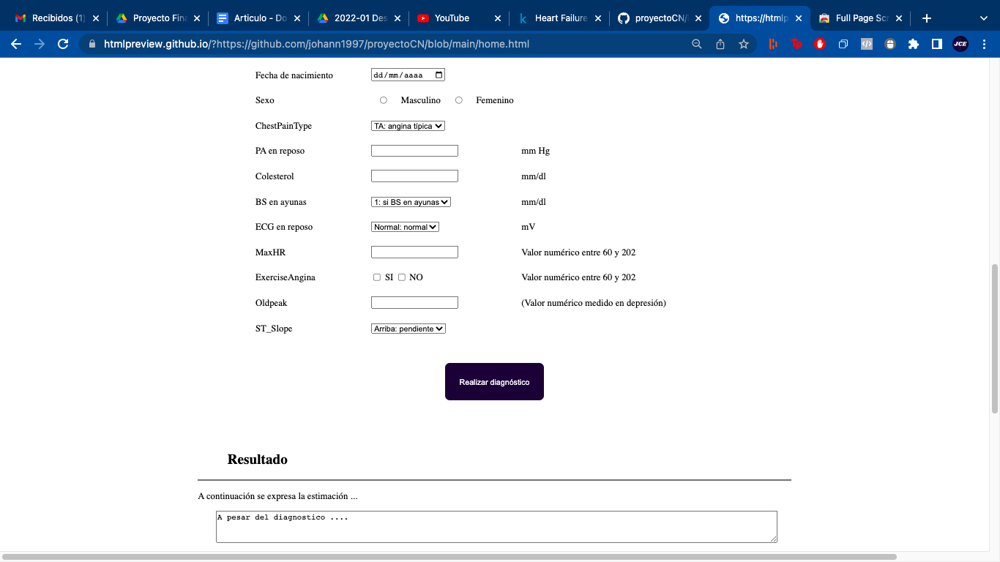 Recibidos (1)
Proyecto Fin
Articulo - Do
2022-01 Des
YouTube
Heart Failure
proyectoCN/
https://htmlp
Full Page Scr
htmlpreview.github.io/?https://github.com/johann1997/proyectoCN/blob/main/home.html
JCE
Fecha de nacimiento dd/mm/aaaa
Sexo Masculino Femenino
ChestPainType TA: angina típica
PA en reposo mm Hg
Colesterol mm/dl
BS en ayunas 1: si BS en ayunas mm/dl
ECG en reposo Normal: normal mV
MaxHR Valor numérico entre 60 y 202
ExerciseAngina SI NO Valor numérico entre 60 y 202
Oldpeak (Valor numérico medido en depresión)
ST_Slope Arriba: pendiente
Realizar diagnóstico
Resultado
A continuación se expresa la estimación ...
A pesar del diagnostico ....